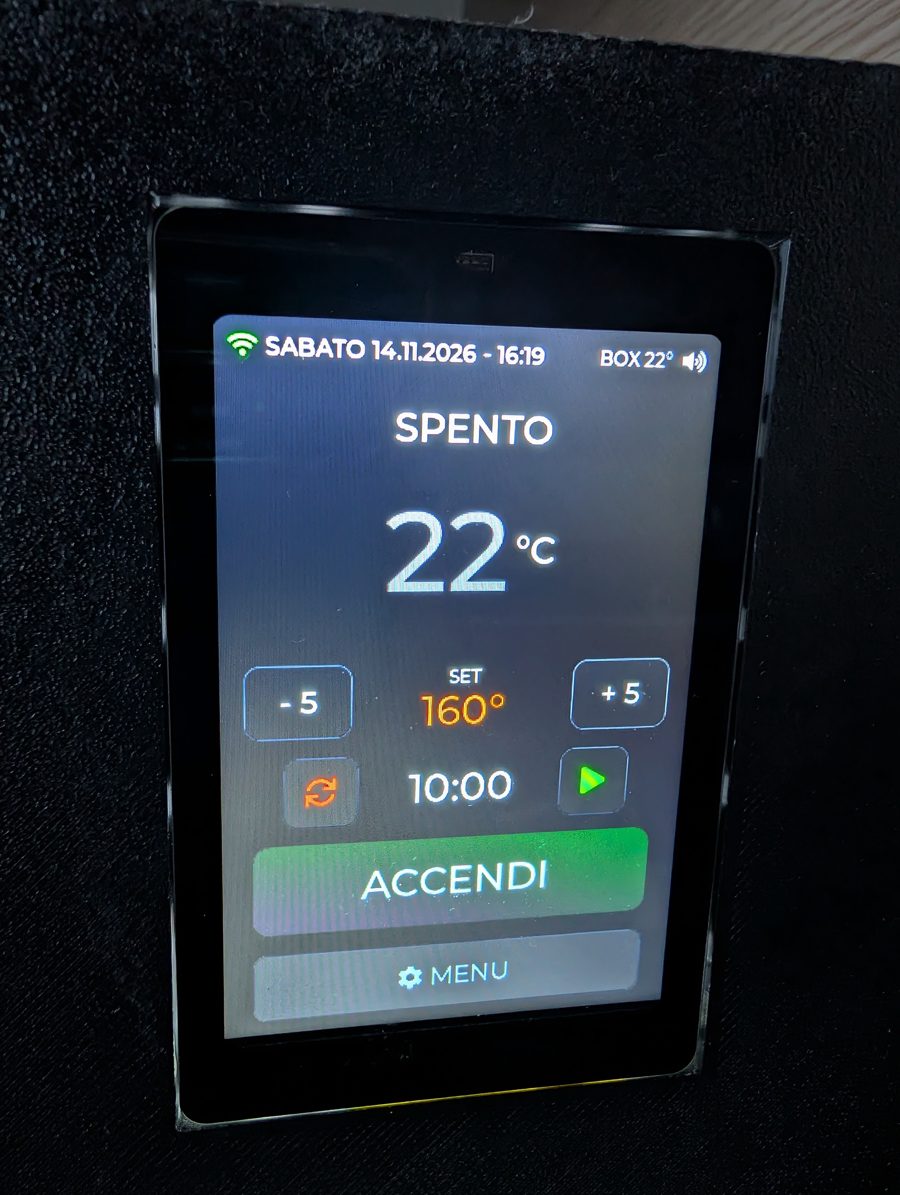 SABATO 14.11.2026 - 16:19 BOX 22°
SPENTO
22 °C
SET
- 5 160° + 5
10:00
ACCENDI
MENU